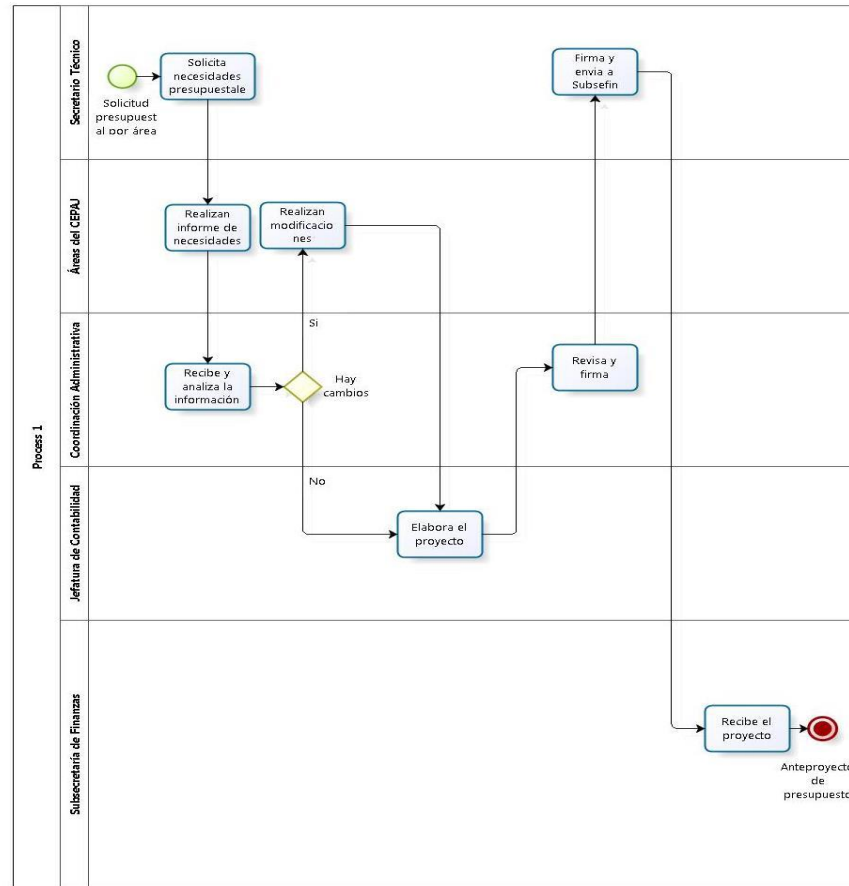 Process 1
Secretario Técnico
Solicitud
presupuest
al por área
Solicita
necesidades
presupuestale
Firma y
envia a
Subsefin
Áreas del CEPAJ
Realizan
informe de
necesidades
Realizan
modificacio
nes
Coordinación Administrativa
Recibe y
analiza la
información
Si
Hay
cambios
No
Revisa y
firma
Jefatura de Contabilidad
Elabora el
proyecto
Subsecretaría de Finanzas
Recibe el
proyecto
Anteproyecto
de
presupuesto